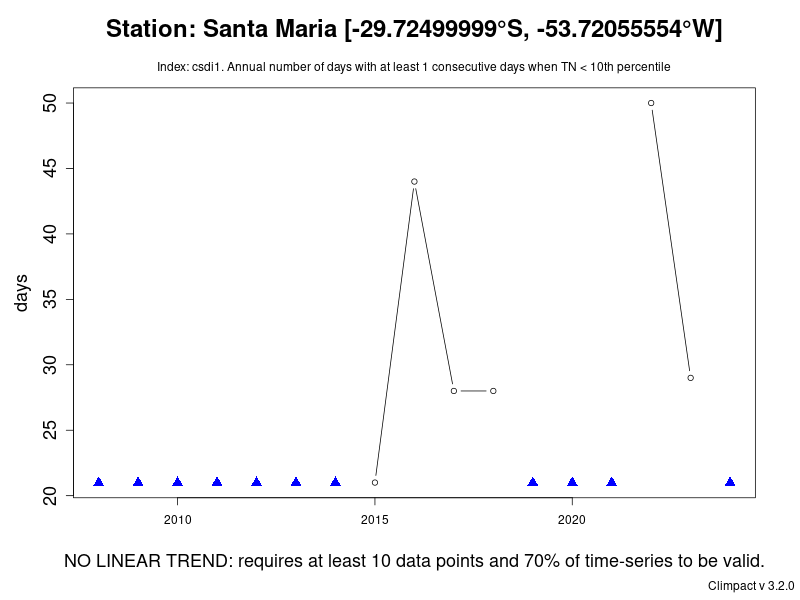 Station: Santa Maria [-29.72499999°S, -53.72055554°W]
Index: csdi1. Annual number of days with at least 1 consecutive days when TN < 10th percentile
50
45
40
35
30
25
20
days
2010
2015
2020
NO LINEAR TREND: requires at least 10 data points and 70% of time-series to be valid.
Climpact v 3.2.0